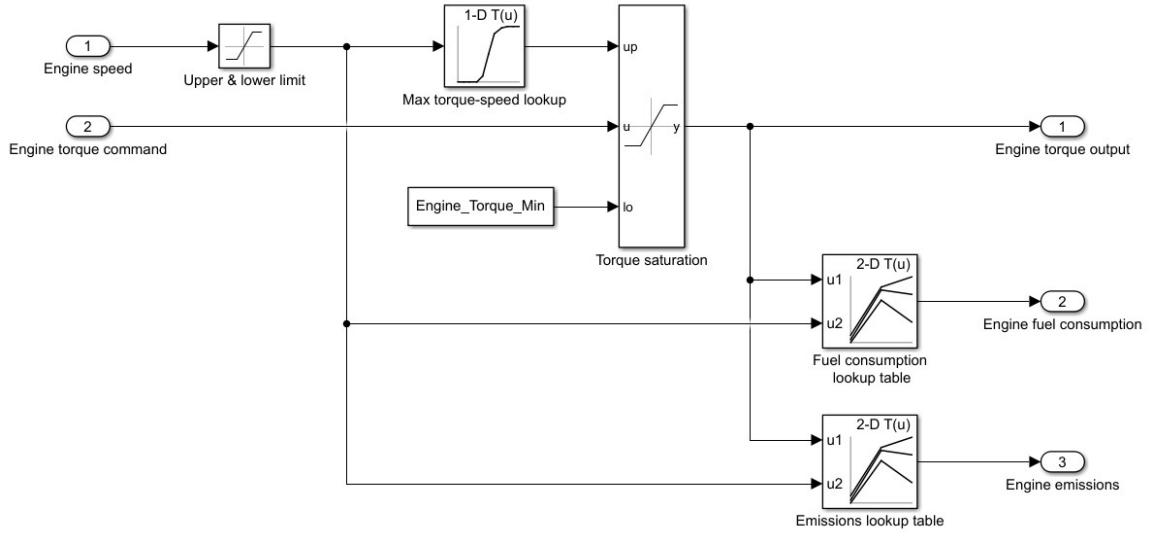 1
Engine speed
Upper & lower limit
1-D T(u)
Max torque-speed lookup
2
Engine torque command
Engine_Torque_Min
up
u
y
lo
Torque saturation
1
Engine torque output
2-D T(u)
u1
u2
Fuel consumption
lookup table
2
Engine fuel consumption
2-D T(u)
u1
u2
Emissions lookup table
3
Engine emissions